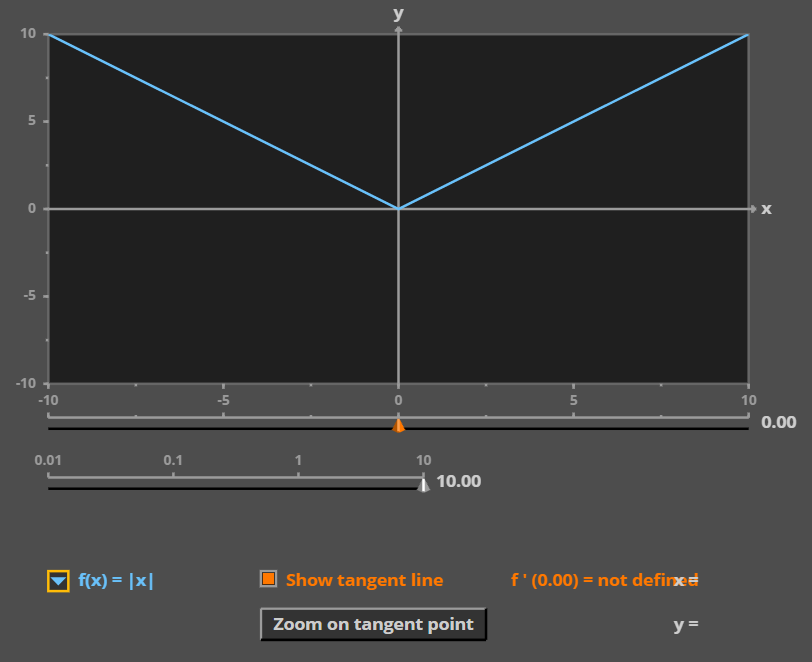 y
10
5
0
-5
-10
x
-10 -5 0 5 10
0.00
0.01 0.1 1 10
10.00
f(x) = |x|
Show tangent line
f ' (0.00) = not defined
x =
Zoom on tangent point
y =